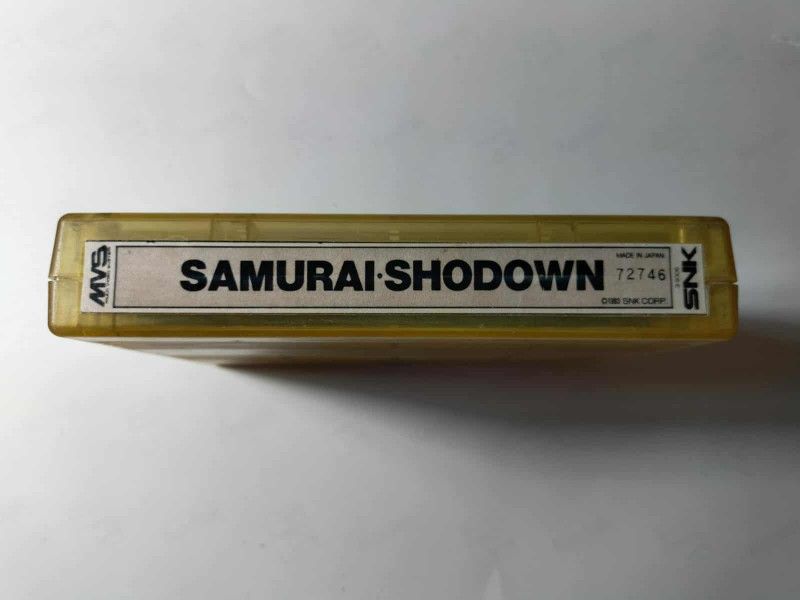 MVS
SAMURAI·SHODOWN
MADE IN JAPAN
72746
©1993 SNK CORP.
SNK